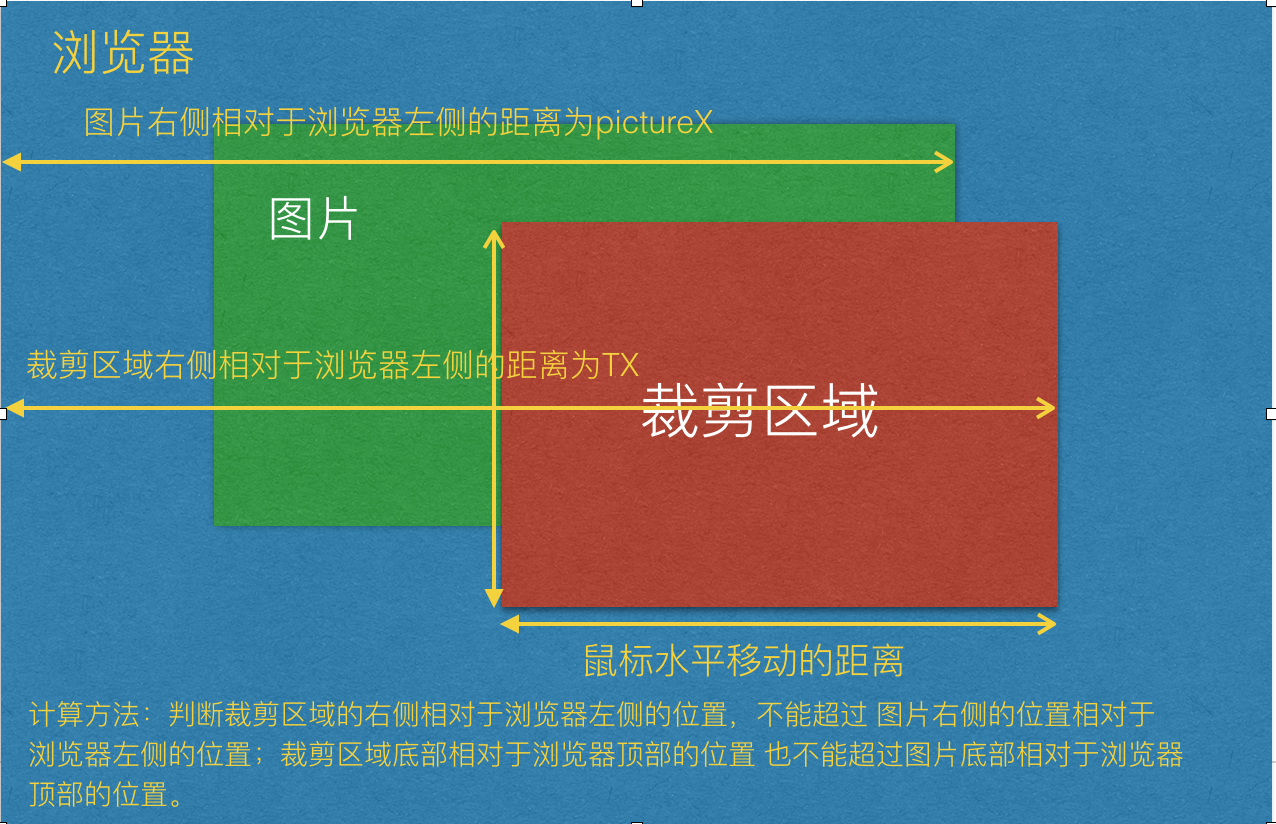 浏览器
图片右侧相对于浏览器左侧的距离为pictureX
图片
裁剪区域右侧相对于浏览器左侧的距离为TX
裁剪区域
鼠标水平移动的距离
计算方法：判断裁剪区域的右侧相对于浏览器左侧的位置，不能超过 图片右侧的位置相对于
浏览器左侧的位置；裁剪区域底部相对于浏览器顶部的位置 也不能超过图片底部相对于浏览器
顶部的位置。